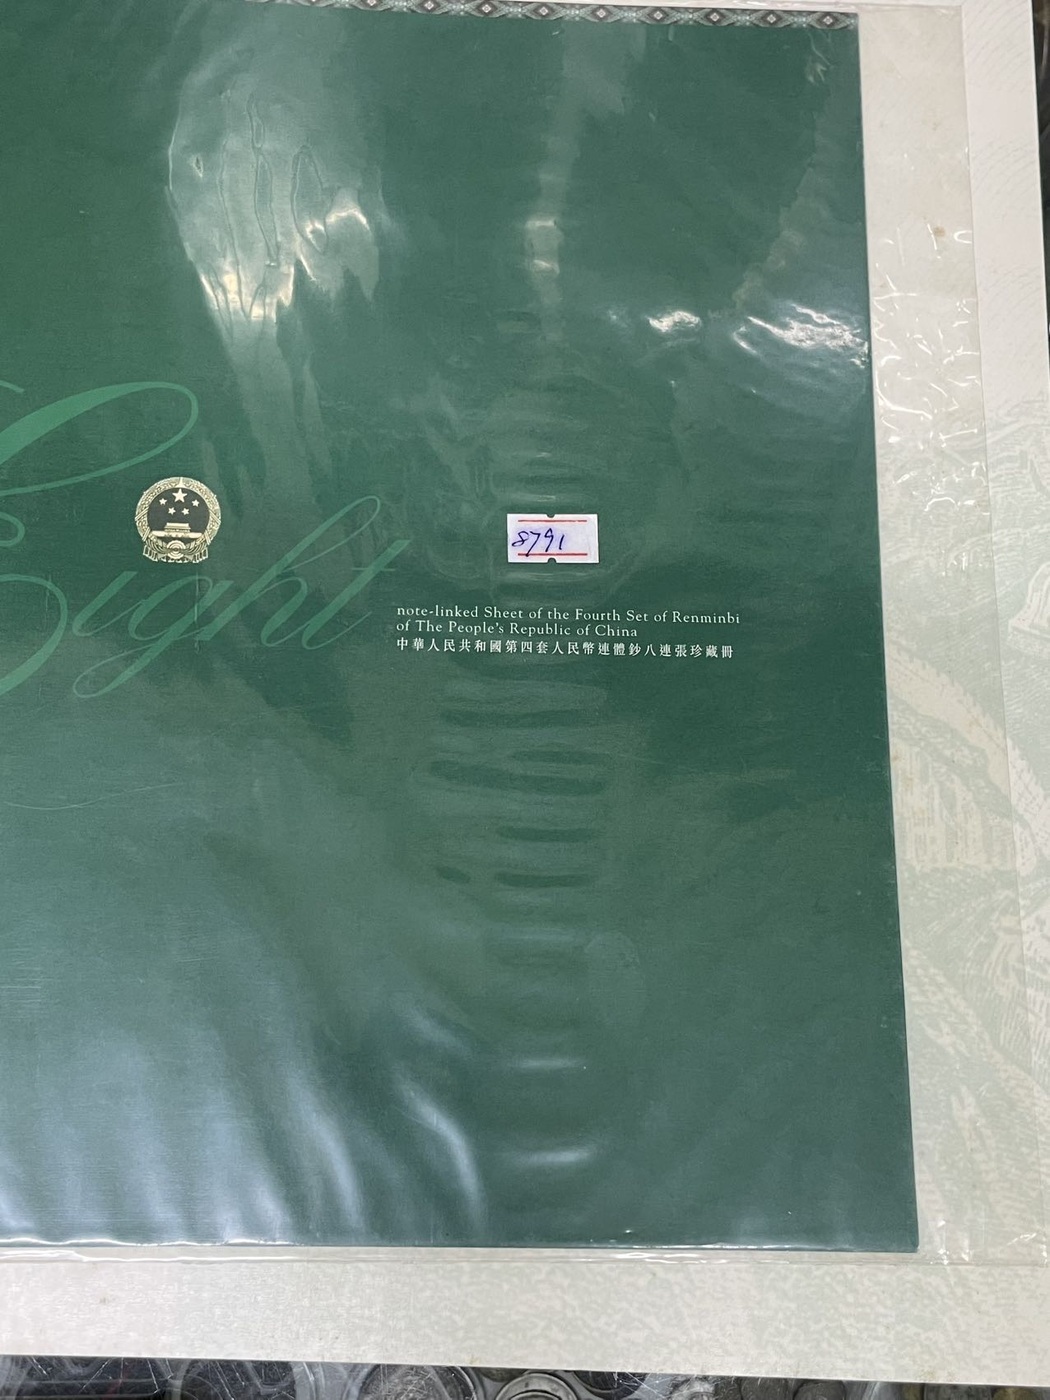 8791
Eight
note-linked Sheet of the Fourth Set of Renminbi
of The People's Republic of China
中華人民共和國第四套人民幣連體鈔八連張珍藏冊